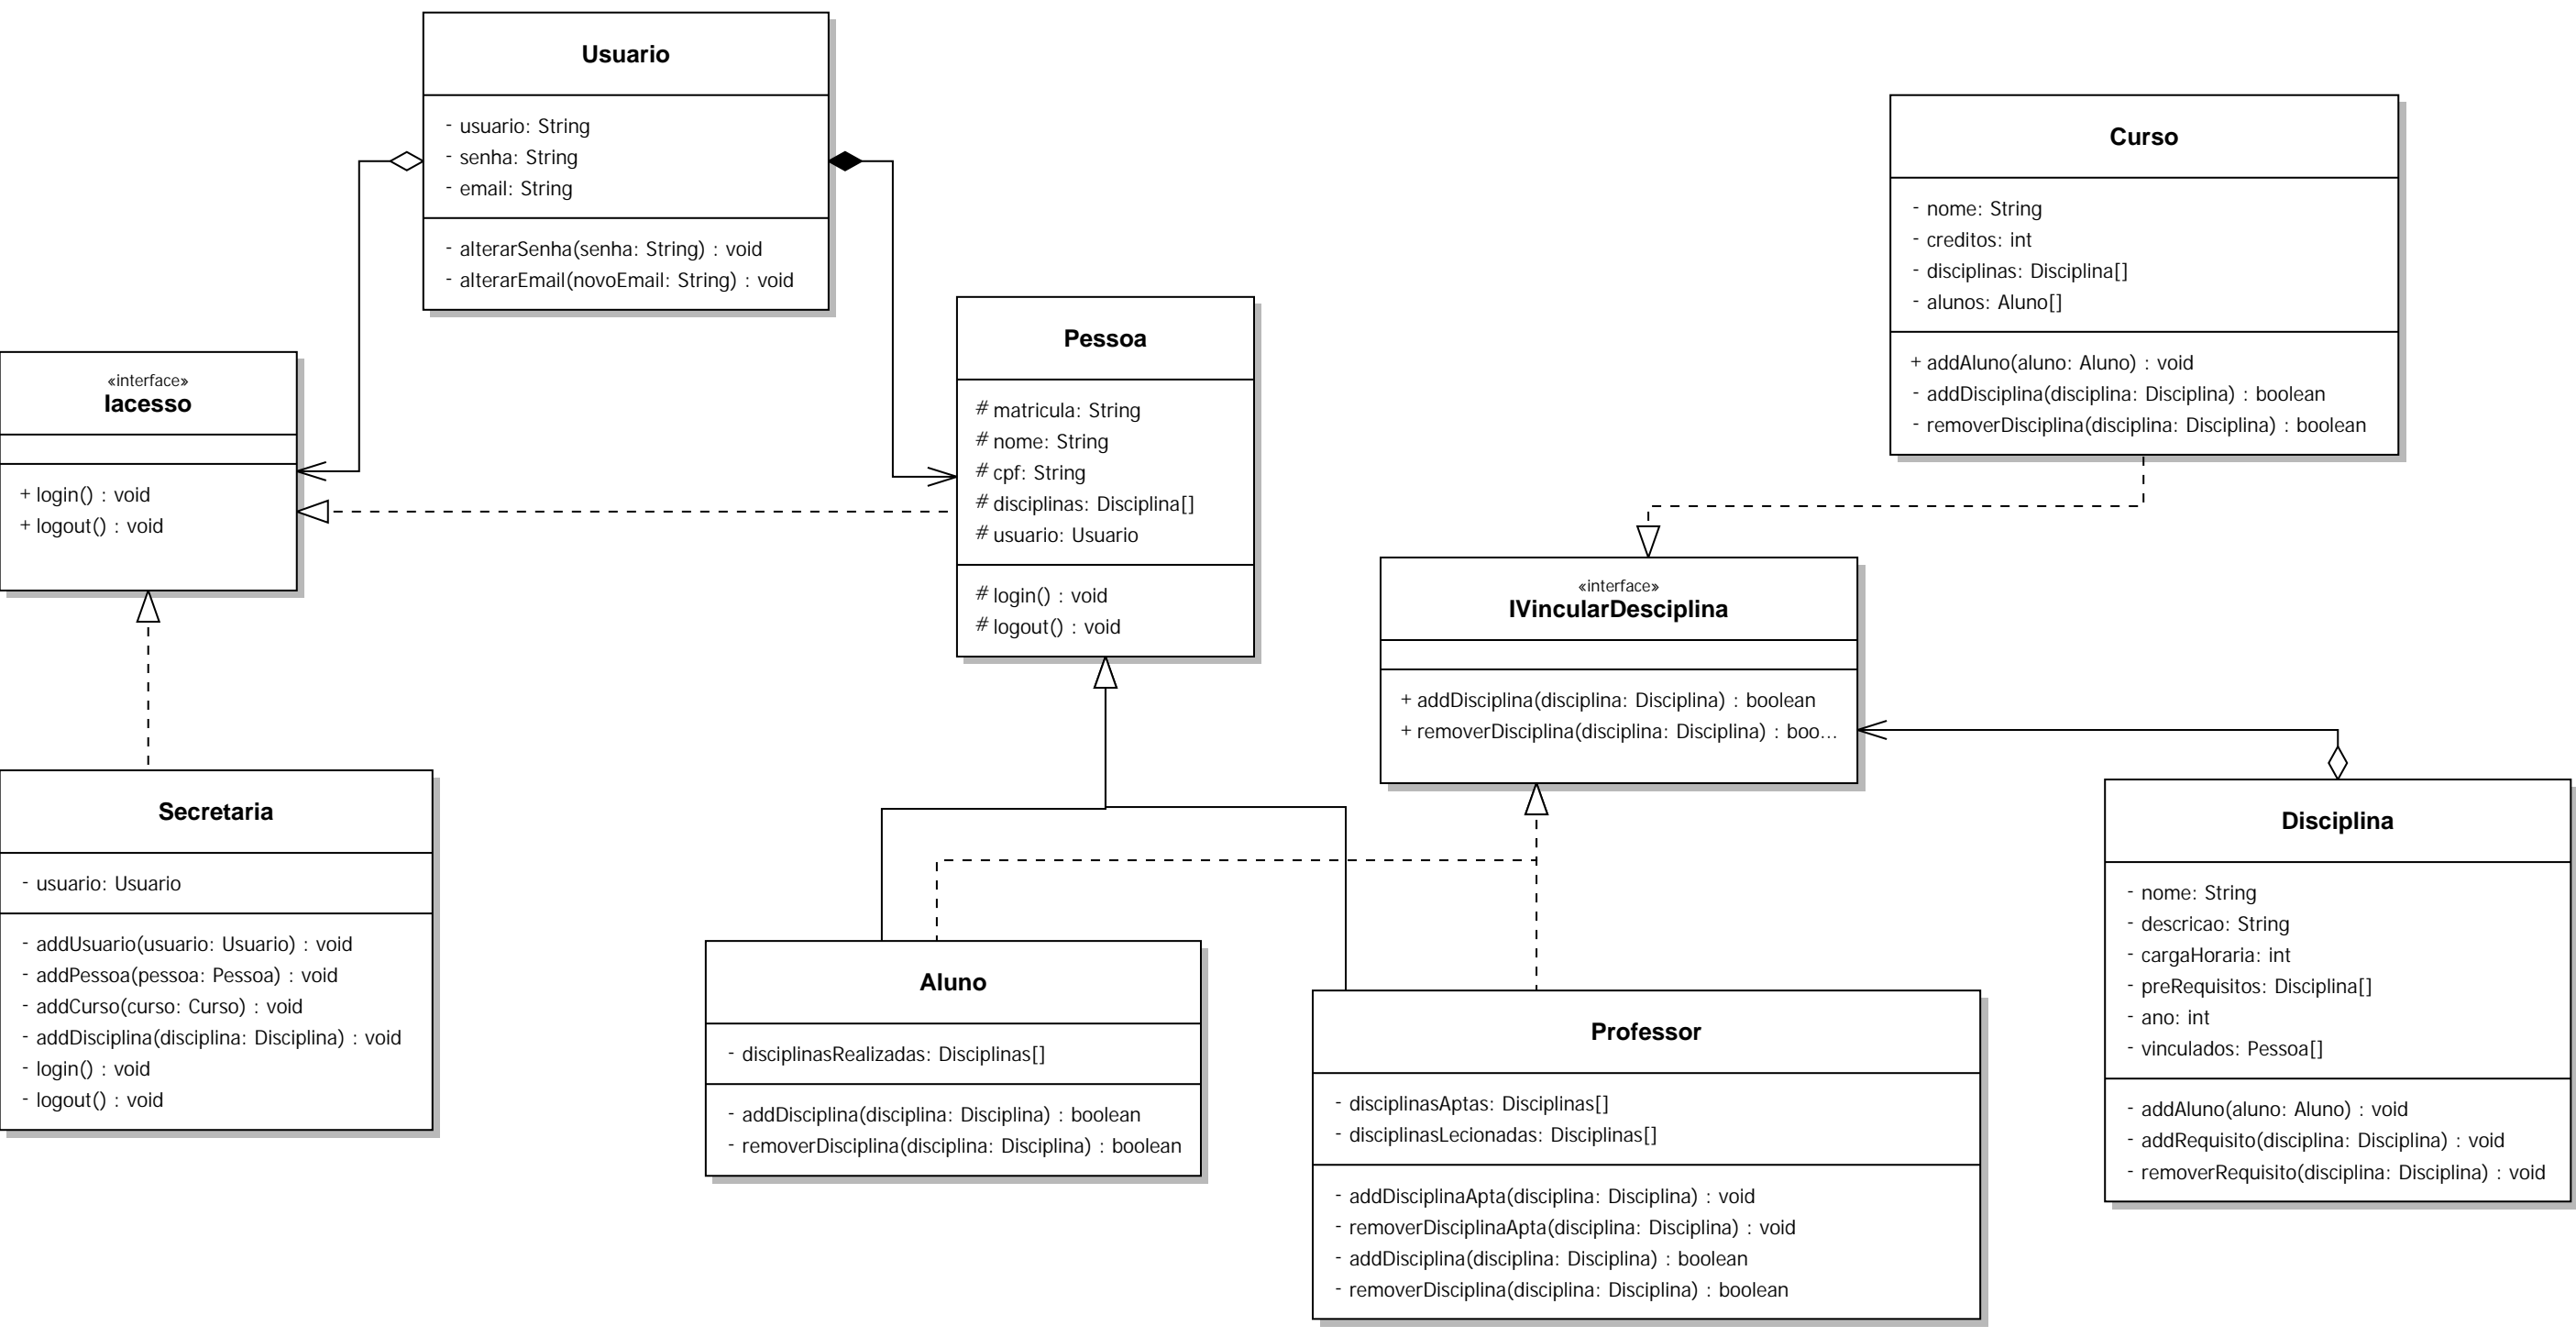 Usuario
- usuario: String
- senha: String
- email: String
- alterarSenha(senha: String) : void
- alterarEmail(novoEmail: String) : void
Curso
- nome: String
- creditos: int
- disciplinas: Disciplina[]
- alunos: Aluno[]
+ addAluno(aluno: Aluno) : void
- addDisciplina(disciplina: Disciplina) : boolean
- removerDisciplina(disciplina: Disciplina) : boolean
Pessoa
# matricula: String
# nome: String
# cpf: String
# disciplinas: Disciplina[]
# usuario: Usuario
# login() : void
# logout() : void
«interface»
Iacesso
+ login() : void
+ logout() : void
«interface»
IVincularDesciplina
+ addDisciplina(disciplina: Disciplina) : boolean
+ removerDisciplina(disciplina: Disciplina) : boo...
Secretaria
- usuario: Usuario
- addUsuario(usuario: Usuario) : void
- addPessoa(pessoa: Pessoa) : void
- addCurso(curso: Curso) : void
- addDisciplina(disciplina: Disciplina) : void
- login() : void
- logout() : void
Aluno
- disciplinasRealizadas: Disciplinas[]
- addDisciplina(disciplina: Disciplina) : boolean
- removerDisciplina(disciplina: Disciplina) : boolean
Professor
- disciplinasAptas: Disciplinas[]
- disciplinasLecionadas: Disciplinas[]
- addDisciplinaApta(disciplina: Disciplina) : void
- removerDisciplinaApta(disciplina: Disciplina) : void
- addDisciplina(disciplina: Disciplina) : boolean
- removerDisciplina(disciplina: Disciplina) : boolean
Disciplina
- nome: String
- descricao: String
- cargaHoraria: int
- preRequisitos: Disciplina[]
- ano: int
- vinculados: Pessoa[]
- addAluno(aluno: Aluno) : void
- addRequisito(disciplina: Disciplina) : void
- removerRequisito(disciplina: Disciplina) : void